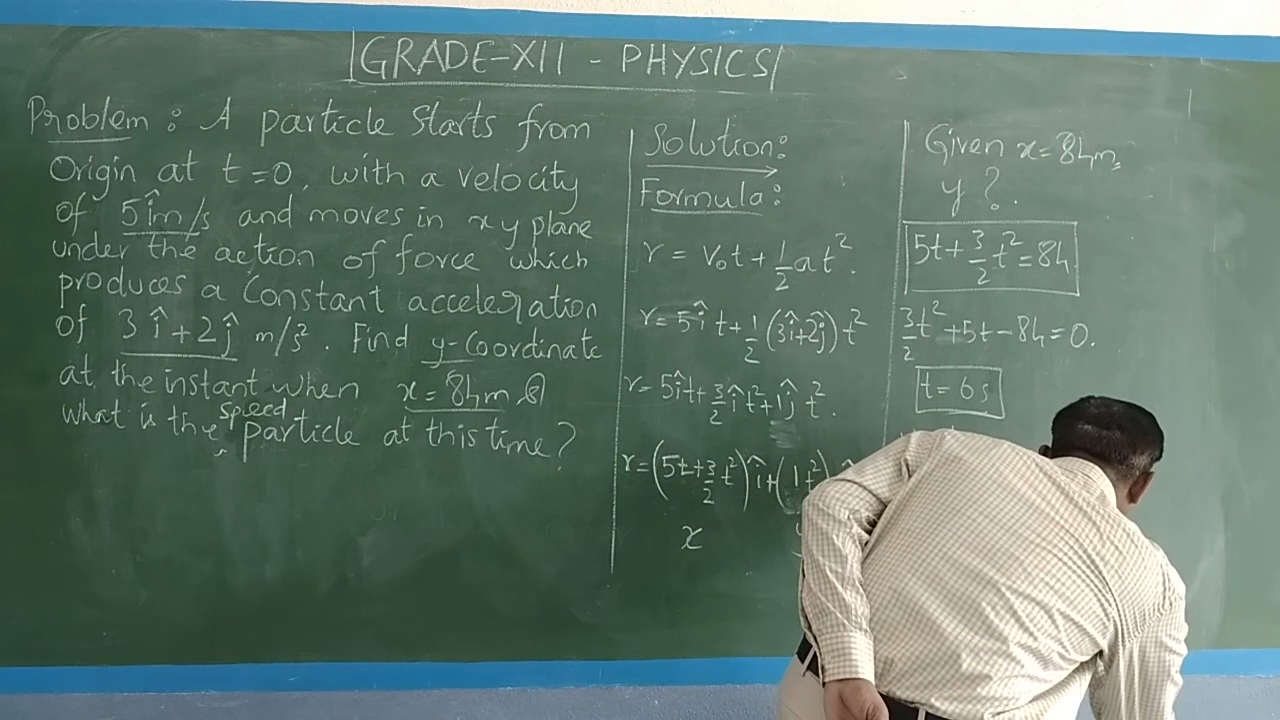 GRADE-XII - PHYSICS
Problem : A particle starts from
Origin at t=0, with a velocity
of 5î m/s and moves in xy plane
under the action of force which
produces a Constant acceleration
of 3î+2ĵ m/s². Find y-Coordinate
at the instant when x=84m &
what is the speed particle at this time?
Solution:
Formula:
r = v₀t + 1/2 at².
r = 5î t + 1/2 (3î+2ĵ) t²
r = 5ît + 3/2 ît² + 1ĵ t².
r = (5t + 3/2 t²) î + (1t²)
x
Given x=84m,
y ?.
5t + 3/2 t² = 84
3/2 t² + 5t - 84 = 0.
t = 6 s